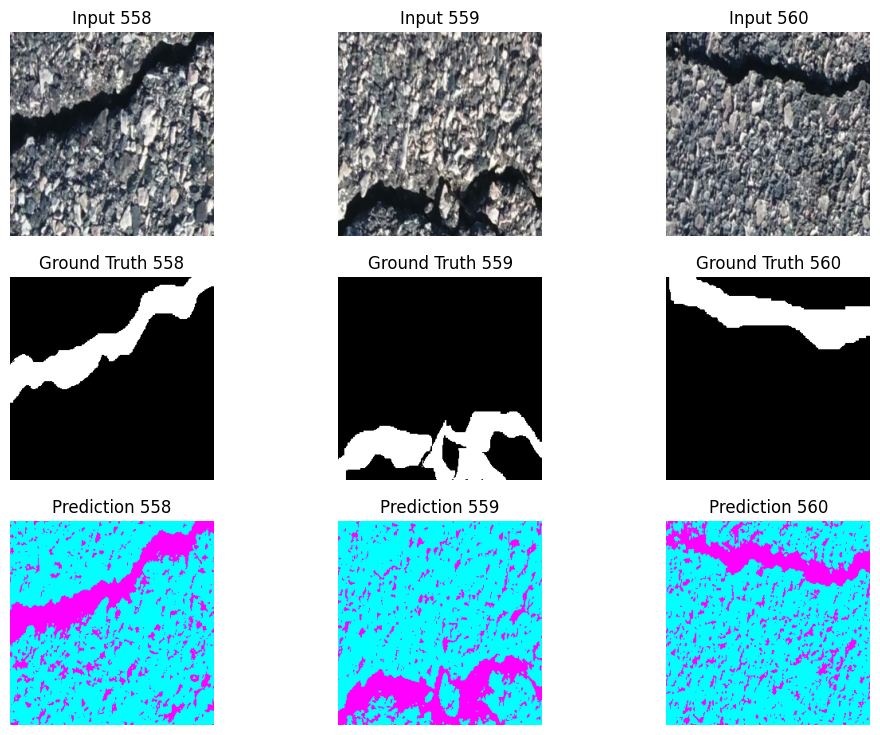 Input 558
Input 559
Input 560
Ground Truth 558
Ground Truth 559
Ground Truth 560
Prediction 558
Prediction 559
Prediction 560